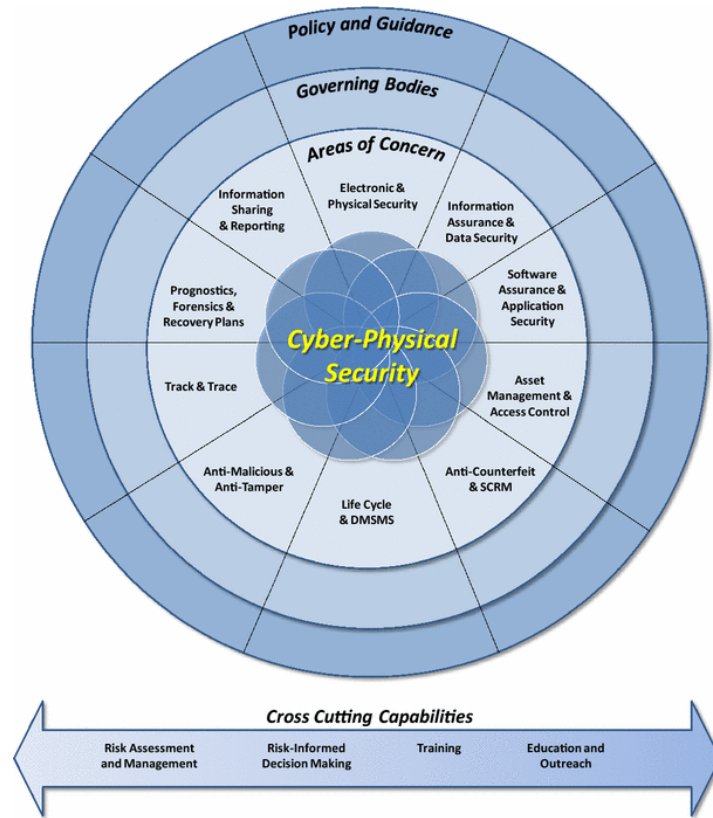 Policy and Guidance
Governing Bodies
Areas of Concern
Electronic &
Physical Security
Information
Assurance &
Data Security
Software
Assurance &
Application
Security
Asset
Management &
Access Control
Anti-Counterfeit
& SCRM
Life Cycle
& DMSMS
Anti-Malicious &
Anti-Tamper
Track & Trace
Prognostics,
Forensics &
Recovery Plans
Information
Sharing
& Reporting
Cyber-Physical
Security
Cross Cutting Capabilities
Risk Assessment
and Management
Risk-Informed
Decision Making
Training
Education and
Outreach